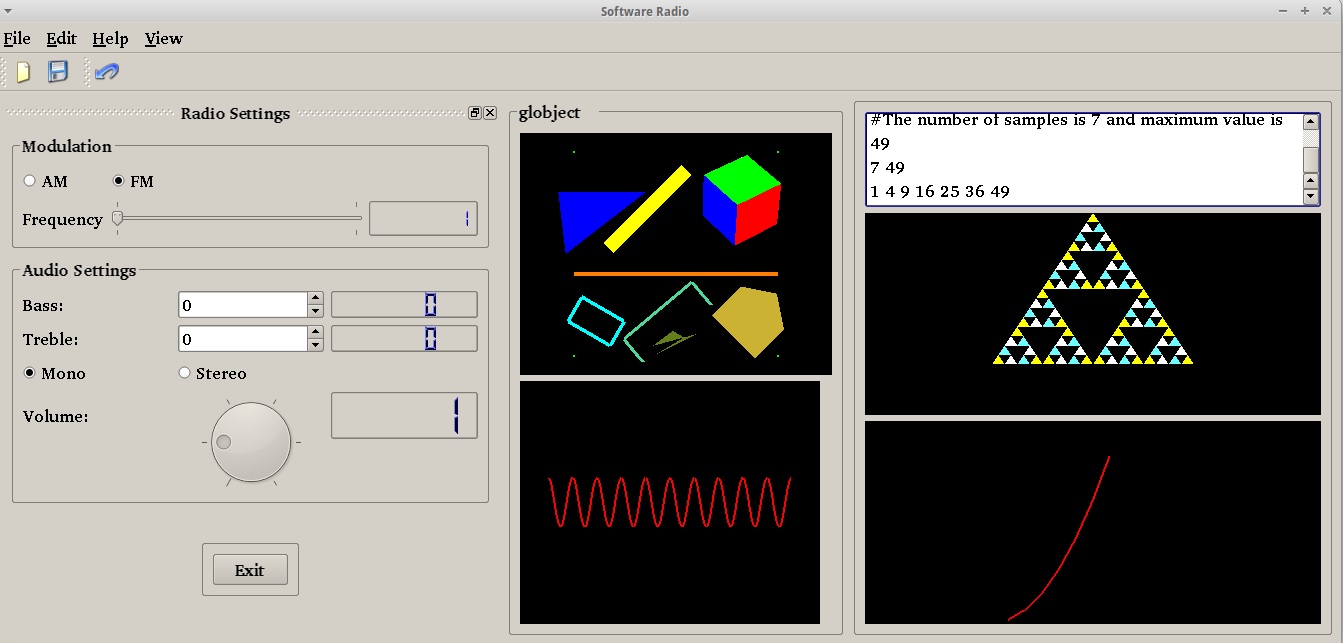 Software Radio
File Edit Help View
Radio Settings
Modulation
AM FM
Frequency 1
Audio Settings
Bass: 0 0
Treble: 0 0
Mono Stereo
Volume: 1
Exit
globject
#The number of samples is 7 and maximum value is
49
7 49
1 4 9 16 25 36 49